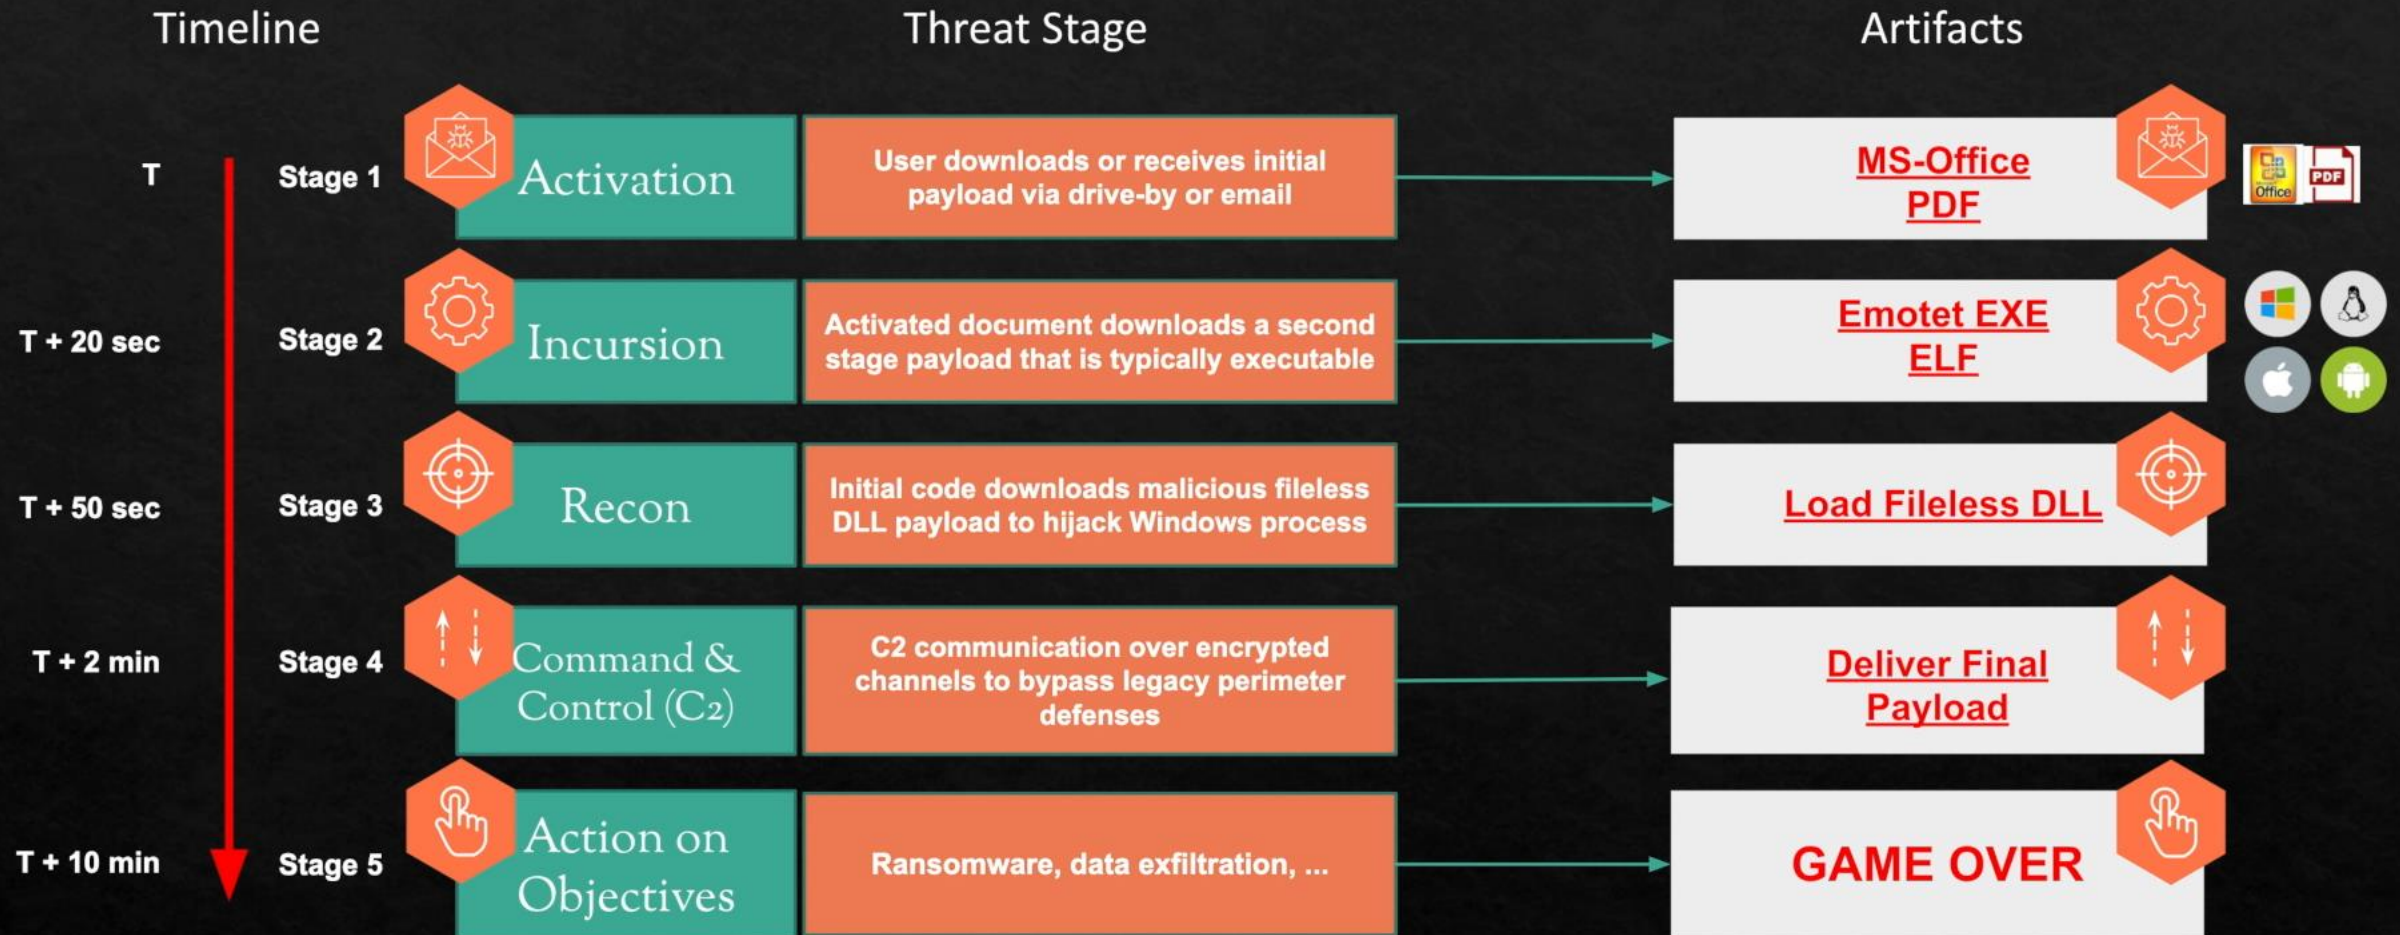 Timeline
Threat Stage
Artifacts
T
Stage 1
Activation
User downloads or receives initial
payload via drive-by or email
MS-Office
PDF
Office
PDF
T + 20 sec
Stage 2
Incursion
Activated document downloads a second
stage payload that is typically executable
Emotet EXE
ELF
T + 50 sec
Stage 3
Recon
Initial code downloads malicious fileless
DLL payload to hijack Windows process
Load Fileless DLL
T + 2 min
Stage 4
Command &
Control (C2)
C2 communication over encrypted
channels to bypass legacy perimeter
defenses
Deliver Final
Payload
T + 10 min
Stage 5
Action on
Objectives
Ransomware, data exfiltration, ...
GAME OVER